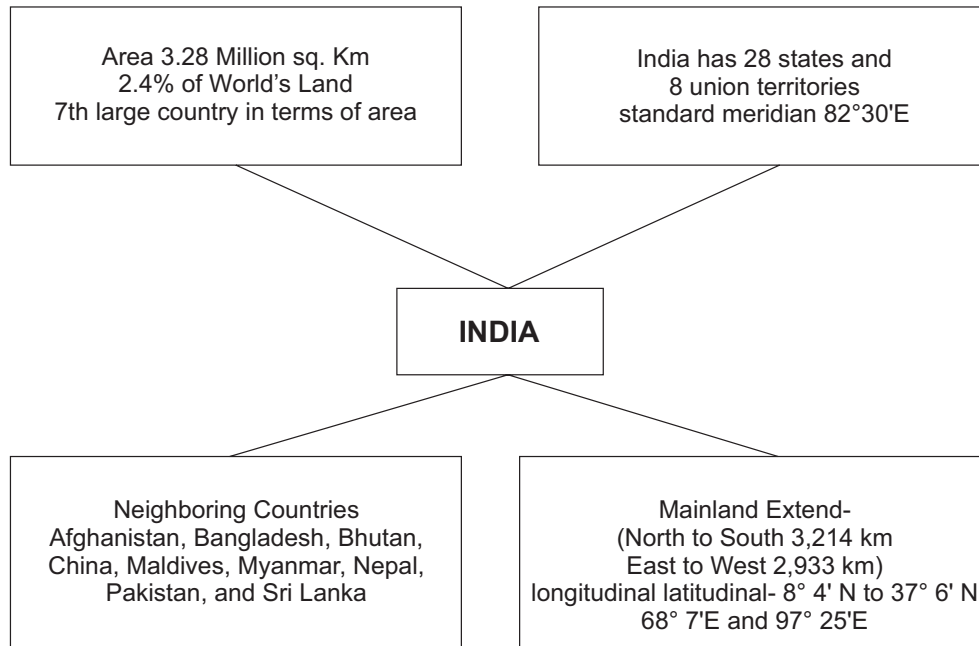 Area 3.28 Million sq. Km
2.4% of World's Land
7th large country in terms of area
India has 28 states and
8 union territories
standard meridian 82°30'E
INDIA
Neighboring Countries
Afghanistan, Bangladesh, Bhutan,
China, Maldives, Myanmar, Nepal,
Pakistan, and Sri Lanka
Mainland Extend-
(North to South 3,214 km
East to West 2,933 km)
longitudinal latitudinal- 8° 4' N to 37° 6' N
68° 7'E and 97° 25'E